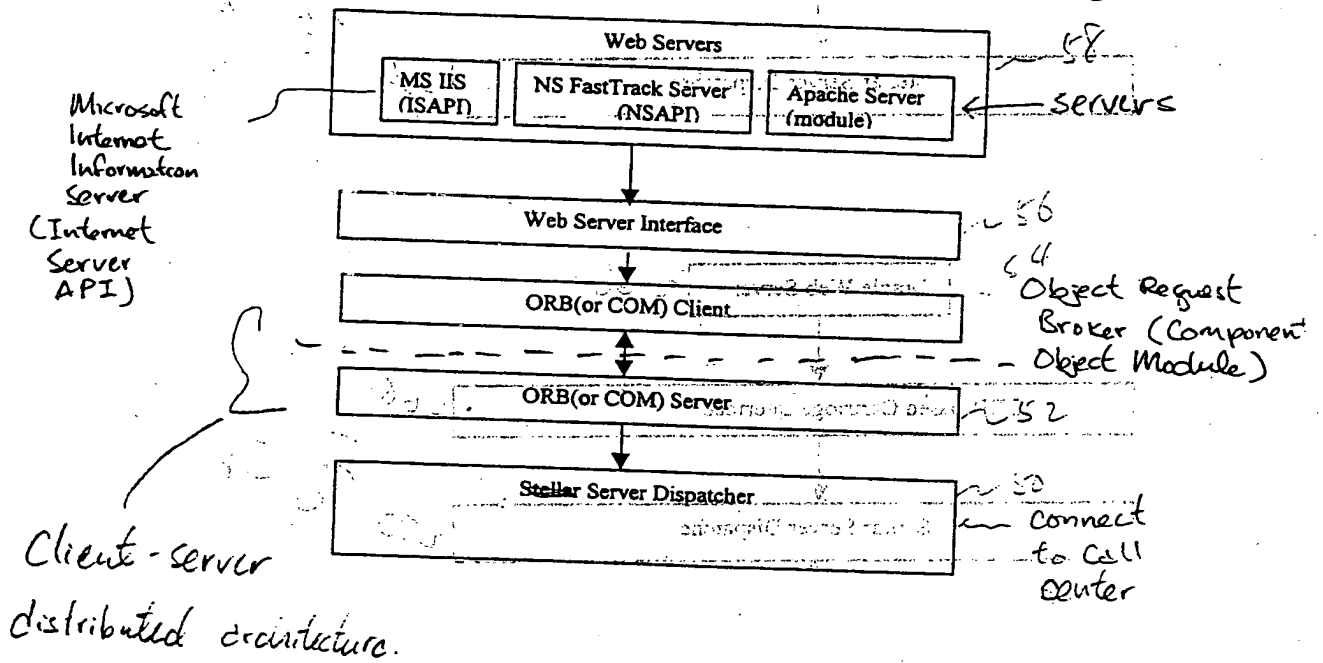 Web Servers
58
MS IIS
(ISAPI)
NS FastTrack Server
(NSAPI)
Apache Server
(module)
servers
Microsoft
Internet
Information
Server
(Internet
Server
API)
Web Server Interface
56
54
ORB(or COM) Client
Object Request
Broker (Component
Object Module)
ORB(or COM) Server
52
Stellar Server Dispatcher
50
Connect
to Call
Center
Client-server
distributed architecture.